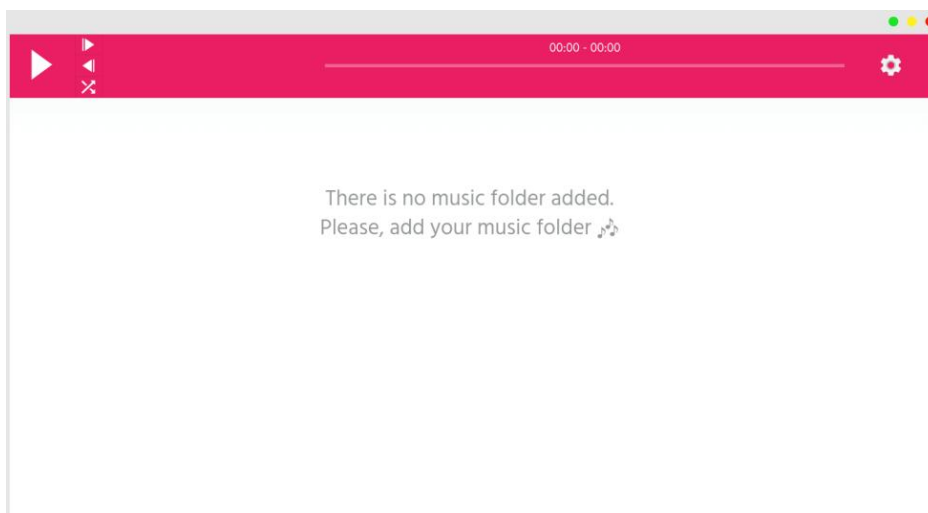 00:00 - 00:00
There is no music folder added.
Please, add your music folder 🎶